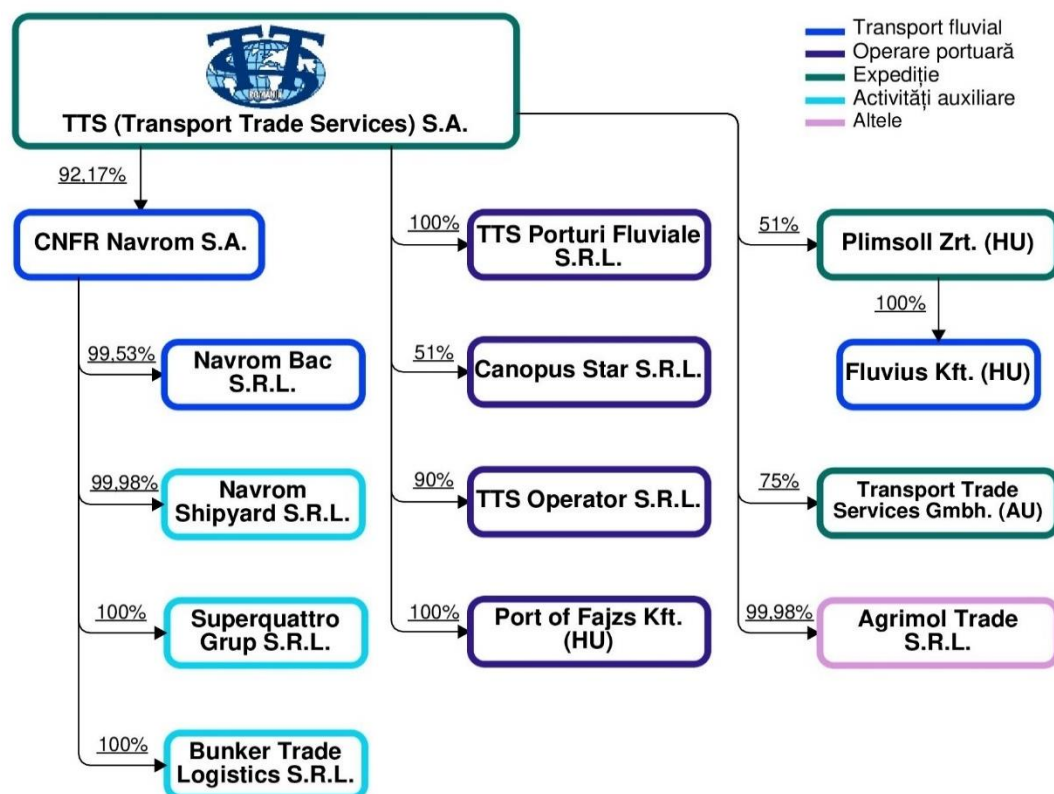 TTS
ROMANIA
TTS (Transport Trade Services) S.A.
Transport fluvial
Operare portuară
Expediție
Activități auxiliare
Altele
92,17%
CNFR Navrom S.A.
99,53%
Navrom Bac
S.R.L.
99,98%
Navrom
Shipyard S.R.L.
100%
Superquattro
Grup S.R.L.
100%
Bunker Trade
Logistics S.R.L.
100%
TTS Porturi Fluviale
S.R.L.
51%
Canopus Star S.R.L.
90%
TTS Operator S.R.L.
100%
Port of Fajzs Kft.
(HU)
51%
Plimsoll Zrt. (HU)
100%
Fluvius Kft. (HU)
75%
Transport Trade
Services Gmbh. (AU)
99,98%
Agrimol Trade
S.R.L.